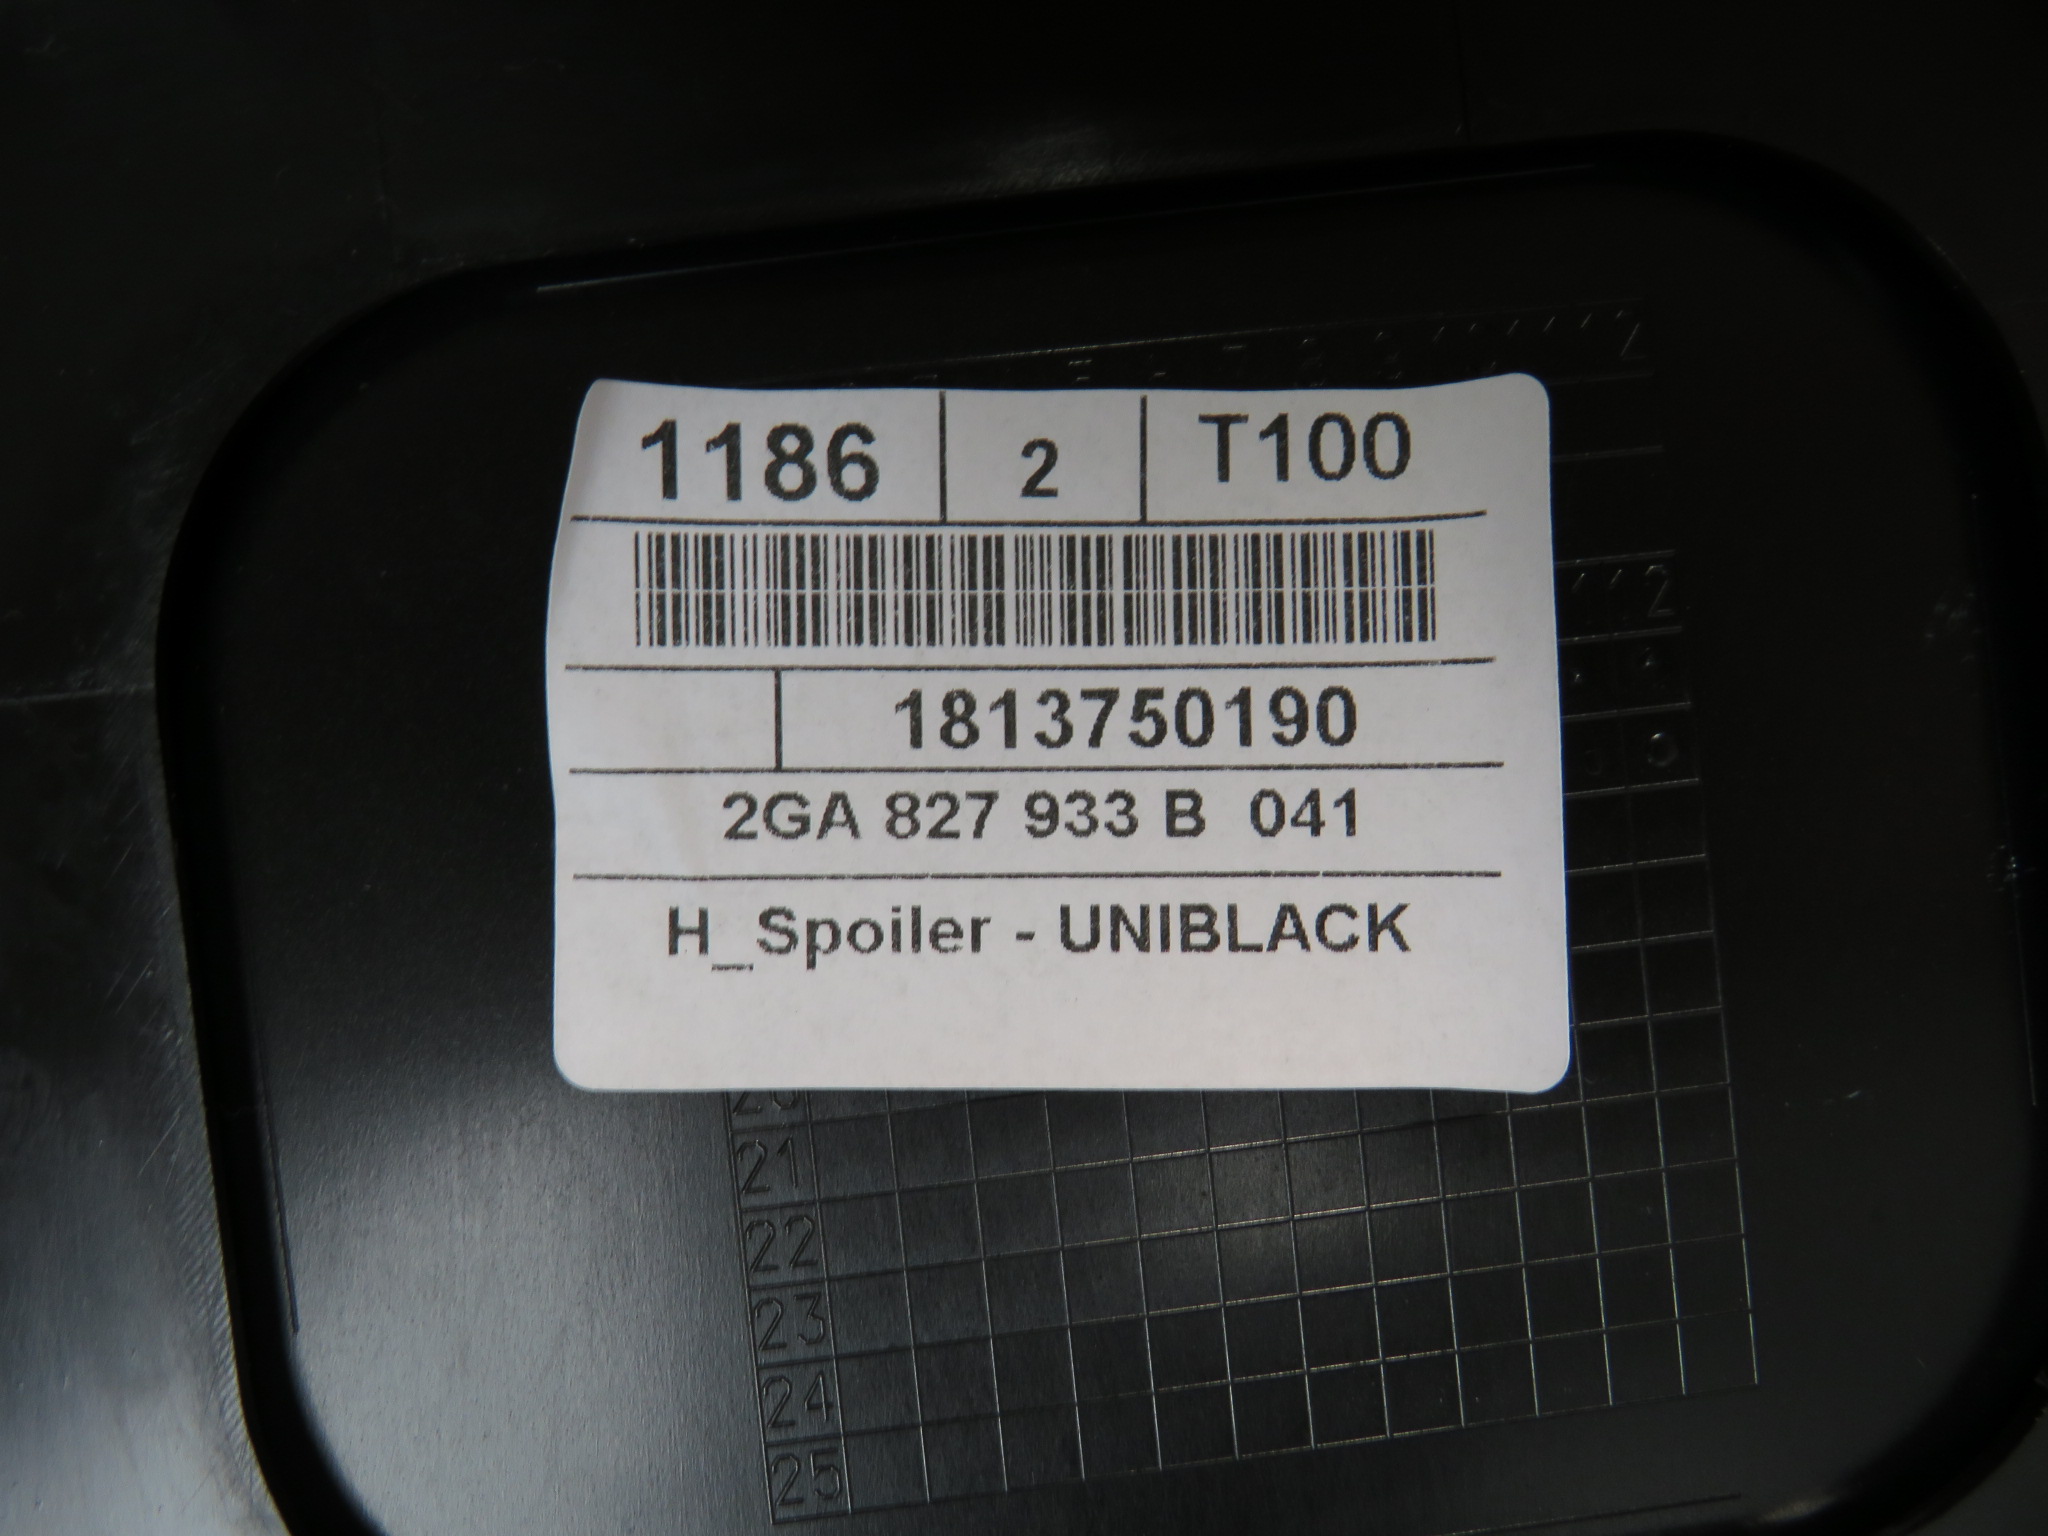 1186 2 T100
1813750190
2GA 827 933 B 041
H_Spoiler - UNIBLACK
21
22
23
24
25